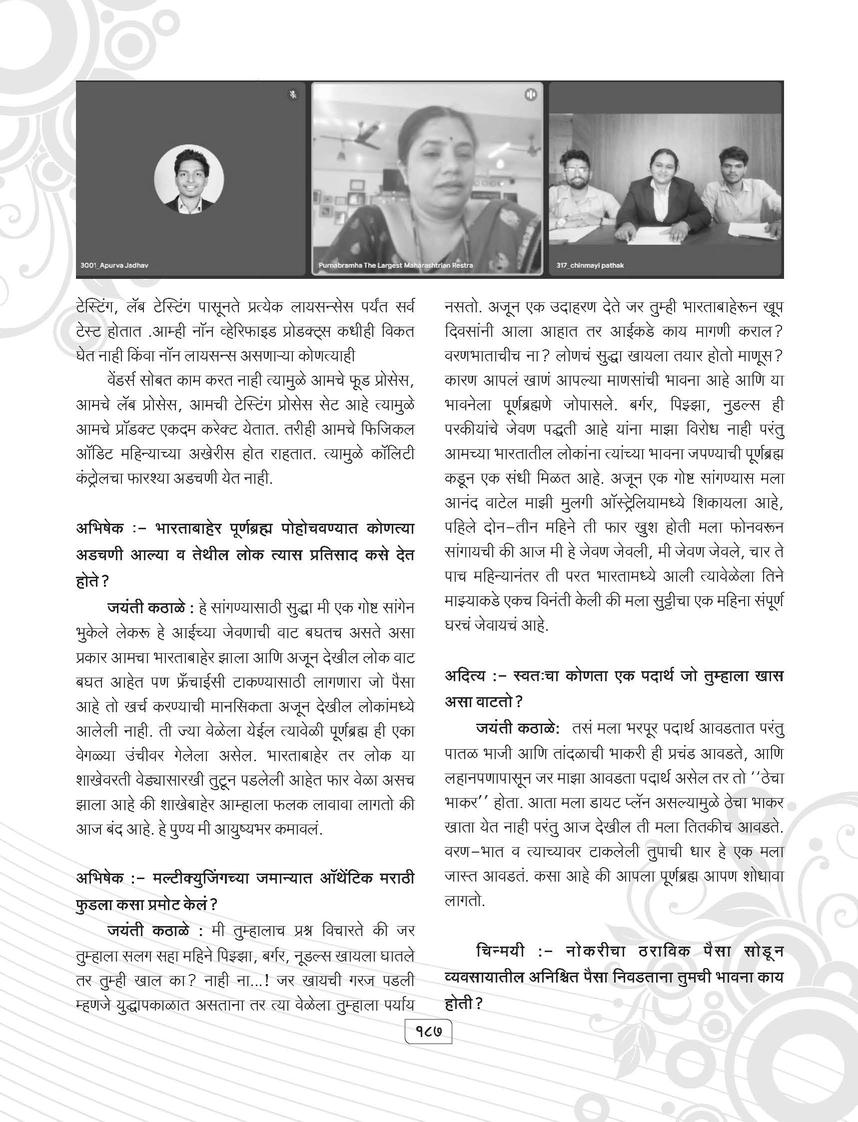 3001_Apurva Jadhav
Purnabramha The Largest Maharashtrian Restra
317_chinmayi pathak
टेस्टिंग, लॅब टेस्टिंग पासूनते प्रत्येक लायसन्सेस पर्यंत सर्व
टेस्ट होतात .आम्ही नॉन व्हेरिफाइड प्रोडक्ट्स कधीही विकत
घेत नाही किंवा नॉन लायसन्स असणाऱ्या कोणत्याही
वेंडर्स सोबत काम करत नाही त्यामुळे आमचे फूड प्रोसेस,
आमचे लॅब प्रोसेस, आमची टेस्टिंग प्रोसेस सेट आहे त्यामुळे
आमचे प्रॉडक्ट एकदम करेक्ट येतात. तरीही आमचे फिजिकल
ऑडिट महिन्याच्या अखेरीस होत राहतात. त्यामुळे कॉलिटी
कंट्रोलचा फारश्या अडचणी येत नाही.
अभिषेक :– भारताबाहेर पूर्णब्रह्म पोहोचवण्यात कोणत्या
अडचणी आल्या व तेथील लोक त्यास प्रतिसाद कसे देत
होते?
जयंती कठाळे : हे सांगण्यासाठी सुद्धा मी एक गोष्ट सांगेन
भुकेले लेकरू हे आईच्या जेवणाची वाट बघतच असते असा
प्रकार आमचा भारताबाहेर झाला आणि अजून देखील लोक वाट
बघत आहेत पण फ्रँचाईसी टाकण्यासाठी लागणारा जो पैसा
आहे तो खर्च करण्याची मानसिकता अजून देखील लोकांमध्ये
आलेली नाही. ती ज्या वेळेला येईल त्यावेळी पूर्णब्रह्म ही एका
वेगळ्या उंचीवर गेलेला असेल. भारताबाहेर तर लोक या
शाखेवरती वेड्यासारखी तुटून पडलेली आहेत फार वेळा असच
झाला आहे की शाखेबाहेर आम्हाला फलक लावावा लागतो की
आज बंद आहे. हे पुण्य मी आयुष्यभर कमावलं.
अभिषेक :– मल्टीक्युजिंगच्या जमान्यात ऑथेंटिक मराठी
फुडला कसा प्रमोट केलं?
जयंती कठाळे : मी तुम्हालाच प्रश्न विचारते की जर
तुम्हाला सलग सहा महिने पिझ्झा, बर्गर, नूडल्स खायला घातले
तर तुम्ही खाल का? नाही ना...! जर खायची गरज पडली
म्हणजे युद्धापकाळात असताना तर त्या वेळेला तुम्हाला पर्याय
नसतो. अजून एक उदाहरण देते जर तुम्ही भारताबाहेरून खूप
दिवसांनी आला आहात तर आईकडे काय मागणी कराल?
वरणभाताचीच ना? लोणचं सुद्धा खायला तयार होतो माणूस?
कारण आपलं खाणं आपल्या माणसांची भावना आहे आणि या
भावनेला पूर्णब्रह्मणे जोपासले. बर्गर, पिझ्झा, नुडल्स ही
परकीयांचे जेवण पद्धती आहे यांना माझा विरोध नाही परंतु
आमच्या भारतातील लोकांना त्यांच्या भावना जपण्याची पूर्णब्रह्म
कडून एक संधी मिळत आहे. अजून एक गोष्ट सांगण्यास मला
आनंद वाटेल माझी मुलगी ऑस्ट्रेलियामध्ये शिकायला आहे,
पहिले दोन–तीन महिने ती फार खुश होती मला फोनवरून
सांगायची की आज मी हे जेवण जेवली, मी जेवण जेवले, चार ते
पाच महिन्यानंतर ती परत भारतामध्ये आली त्यावेळेला तिने
माझ्याकडे एकच विनंती केली की मला सुट्टीचा एक महिना संपूर्ण
घरचं जेवायचं आहे.
अदित्य :– स्वतःचा कोणता एक पदार्थ जो तुम्हाला खास
असा वाटतो?
जयंती कठाळे: तसं मला भरपूर पदार्थ आवडतात परंतु
पातळ भाजी आणि तांदळाची भाकरी ही प्रचंड आवडते, आणि
लहानपणापासून जर माझा आवडता पदार्थ असेल तर तो ‘‘ठेचा
भाकर’’ होता. आता मला डायट प्लॅन असल्यामुळे ठेचा भाकर
खाता येत नाही परंतु आज देखील ती मला तितकीच आवडते.
वरण–भात व त्याच्यावर टाकलेली तुपाची धार हे एक मला
जास्त आवडतं. कसा आहे की आपला पूर्णब्रह्म आपण शोधावा
लागतो.
चिन्मयी :– नोकरीचा ठराविक पैसा सोडून
व्यवसायातील अनिश्चित पैसा निवडताना तुमची भावना काय
होती?
१८७